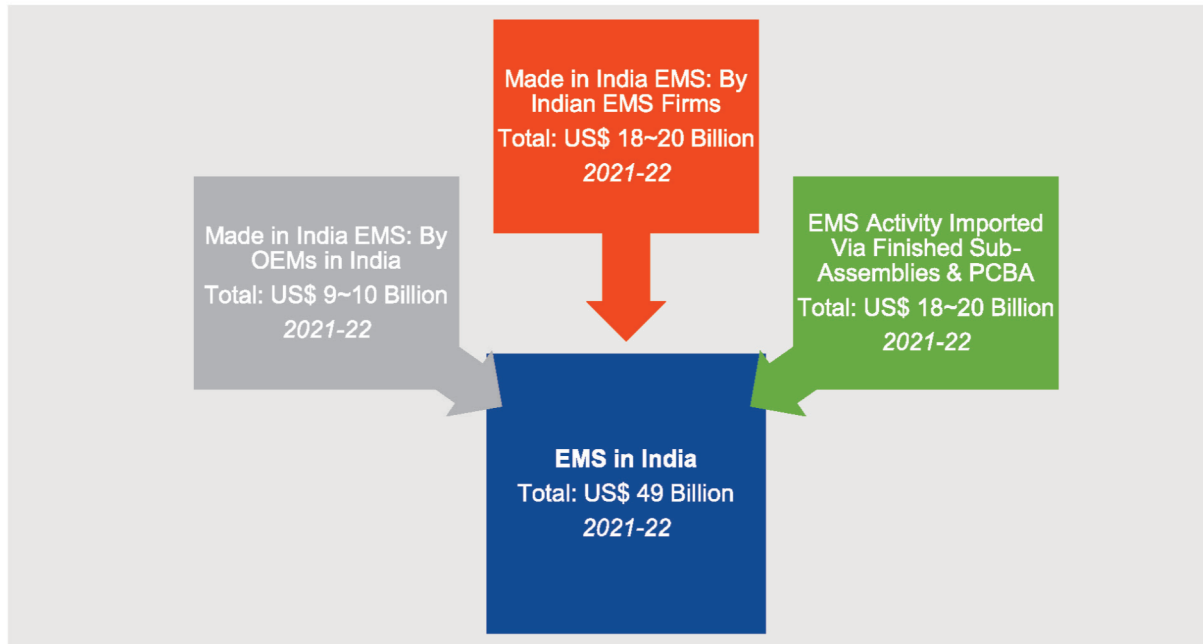 Made in India EMS: By
Indian EMS Firms
Total: US$ 18~20 Billion
2021-22
Made in India EMS: By
OEMs in India
Total: US$ 9~10 Billion
2021-22
EMS Activity Imported
Via Finished Sub-
Assemblies & PCBA
Total: US$ 18~20 Billion
2021-22
EMS in India
Total: US$ 49 Billion
2021-22